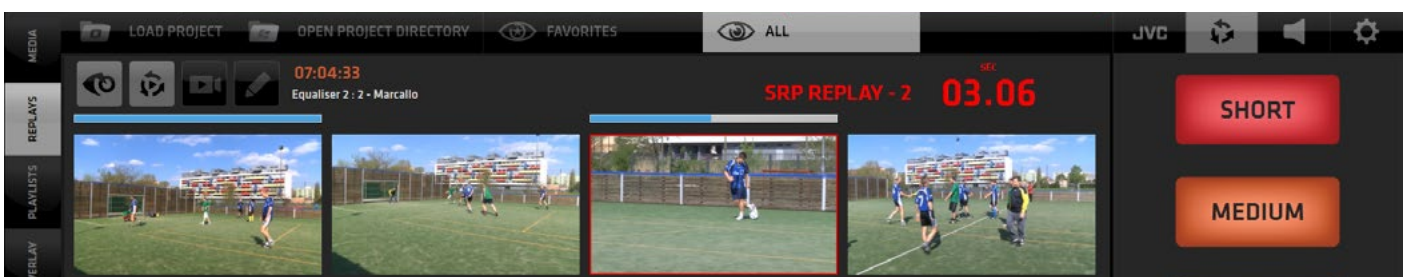 MEDIA
LOAD PROJECT
OPEN PROJECT DIRECTORY
FAVORITES
ALL
JVC
07:04:33
Equaliser 2 : 2 - Marcallo
SRP REPLAY - 2
SEC
03.06
REPLAYS
SHORT
PLAYLISTS
MEDIUM
VERLAY